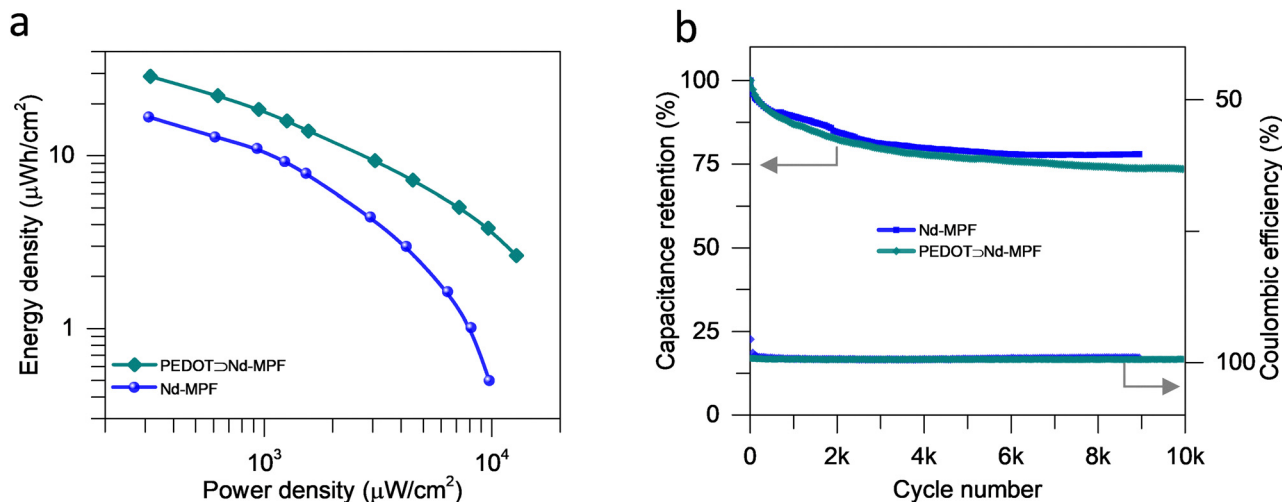 a
Energy density (μWh/cm²)
10
1
PEDOT⊃Nd-MPF
Nd-MPF
10³
10⁴
Power density (μW/cm²)
b
Capacitance retention (%)
100
75
50
25
0
Nd-MPF
PEDOT⊃Nd-MPF
50
100
Coulombic efficiency (%)
0 2k 4k 6k 8k 10k
Cycle number